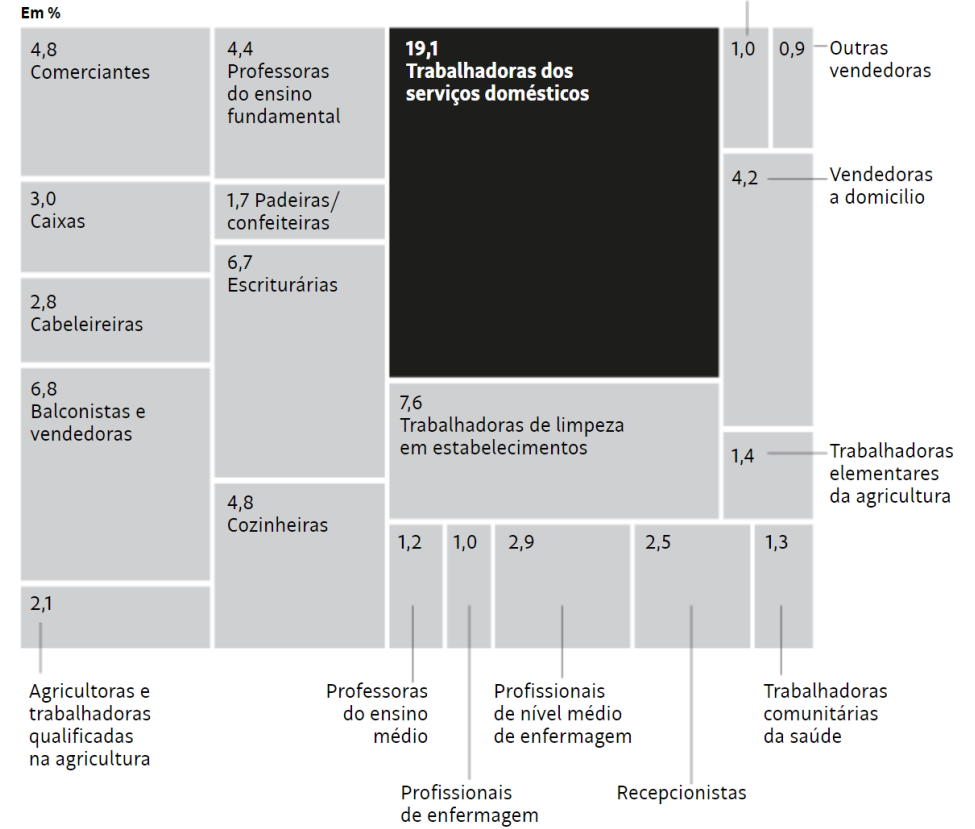 Em %
4,8
Comerciantes
3,0
Caixas
2,8
Cabeleireiras
6,8
Balconistas e
vendedoras
2,1
Agricultoras e
trabalhadoras
qualificadas
na agricultura
4,4
Professoras
do ensino
fundamental
1,7 Padeiras/
confeiteiras
6,7
Escriturárias
4,8
Cozinheiras
19,1
Trabalhadoras dos
serviços domésticos
7,6
Trabalhadoras de limpeza
em estabelecimentos
1,0
0,9
Outras
vendedoras
4,2
Vendedoras
a domicilio
1,4
Trabalhadoras
elementares
da agricultura
1,2
Professoras
do ensino
médio
1,0
Profissionais
de enfermagem
2,9
Profissionais
de nível médio
de enfermagem
2,5
Recepcionistas
1,3
Trabalhadoras
comunitárias
da saúde